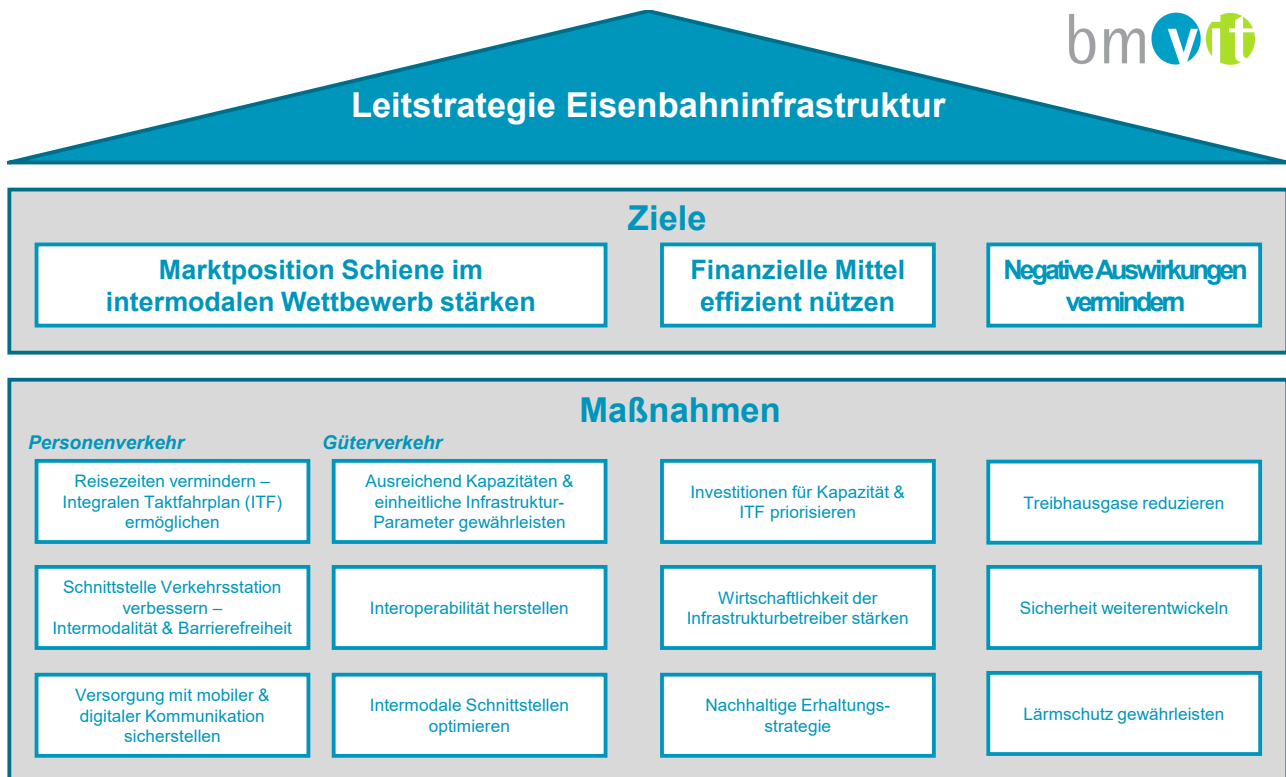 bmvit
Leitstrategie Eisenbahninfrastruktur
Ziele
Marktposition Schiene im
intermodalen Wettbewerb stärken
Finanzielle Mittel
effizient nützen
Negative Auswirkungen
vermindern
Maßnahmen
Personenverkehr
Güterverkehr
Reisezeiten vermindern –
Integralen Taktfahrplan (ITF)
ermöglichen
Ausreichend Kapazitäten &
einheitliche Infrastruktur-
Parameter gewährleisten
Investitionen für Kapazität &
ITF priorisieren
Treibhausgase reduzieren
Schnittstelle Verkehrsstation
verbessern –
Intermodalität & Barrierefreiheit
Interoperabilität herstellen
Wirtschaftlichkeit der
Infrastrukturbetreiber stärken
Sicherheit weiterentwickeln
Versorgung mit mobiler &
digitaler Kommunikation
sicherstellen
Intermodale Schnittstellen
optimieren
Nachhaltige Erhaltungs-
strategie
Lärmschutz gewährleisten